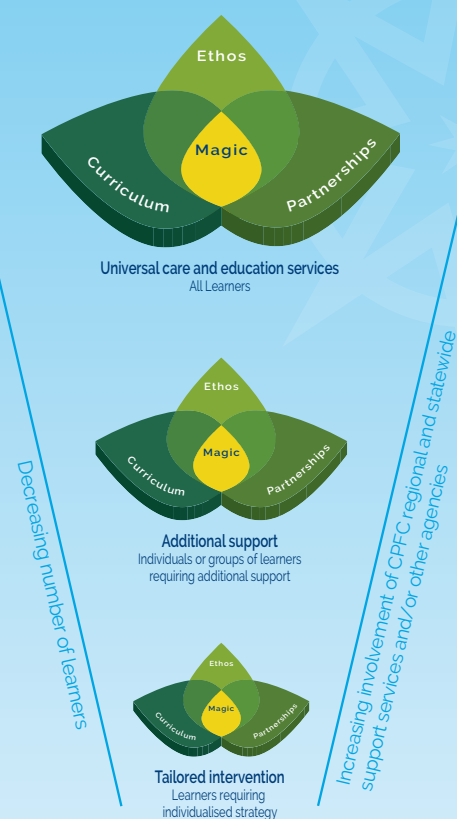 Ethos
Magic
Curriculum
Partnerships
Universal care and education services
All Learners
Ethos
Magic
Curriculum
Partnerships
Additional support
Individuals or groups of learners
requiring additional support
Decreasing number of learners
Increasing involvement of CPFC regional and statewide
support services and/or other agencies
Ethos
Magic
Curriculum
Partnerships
Tailored intervention
Learners requiring
individualised strategy